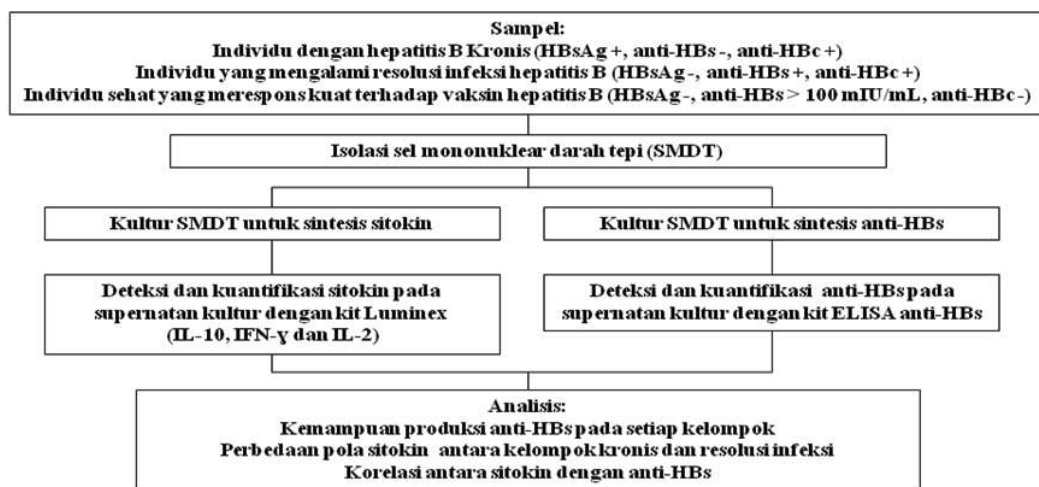 Sampel:
Individu dengan hepatitis B Kronis (HBsAg +, anti-HBs -, anti-HBc +)
Individu yang mengalami resolusi infeksi hepatitis B (HBsAg -, anti-HBs +, anti-HBc +)
Individu sehat yang merespons kuat terhadap vaksin hepatitis B (HBsAg -, anti-HBs > 100 mIU/mL, anti-HBc -)
Isolasi sel mononuklear darah tepi (SMDT)
Kultur SMDT untuk sintesis sitokin
Kultur SMDT untuk sintesis anti-HBs
Deteksi dan kuantifikasi sitokin pada
supernatan kultur dengan kit Luminex
(IL-10, IFN-γ dan IL-2)
Deteksi dan kuantifikasi anti-HBs pada
supernatan kultur dengan kit ELISA anti-HBs
Analisis:
Kemampuan produksi anti-HBs pada setiap kelompok
Perbedaan pola sitokin antara kelompok kronis dan resolusi infeksi
Korelasi antara sitokin dengan anti-HBs